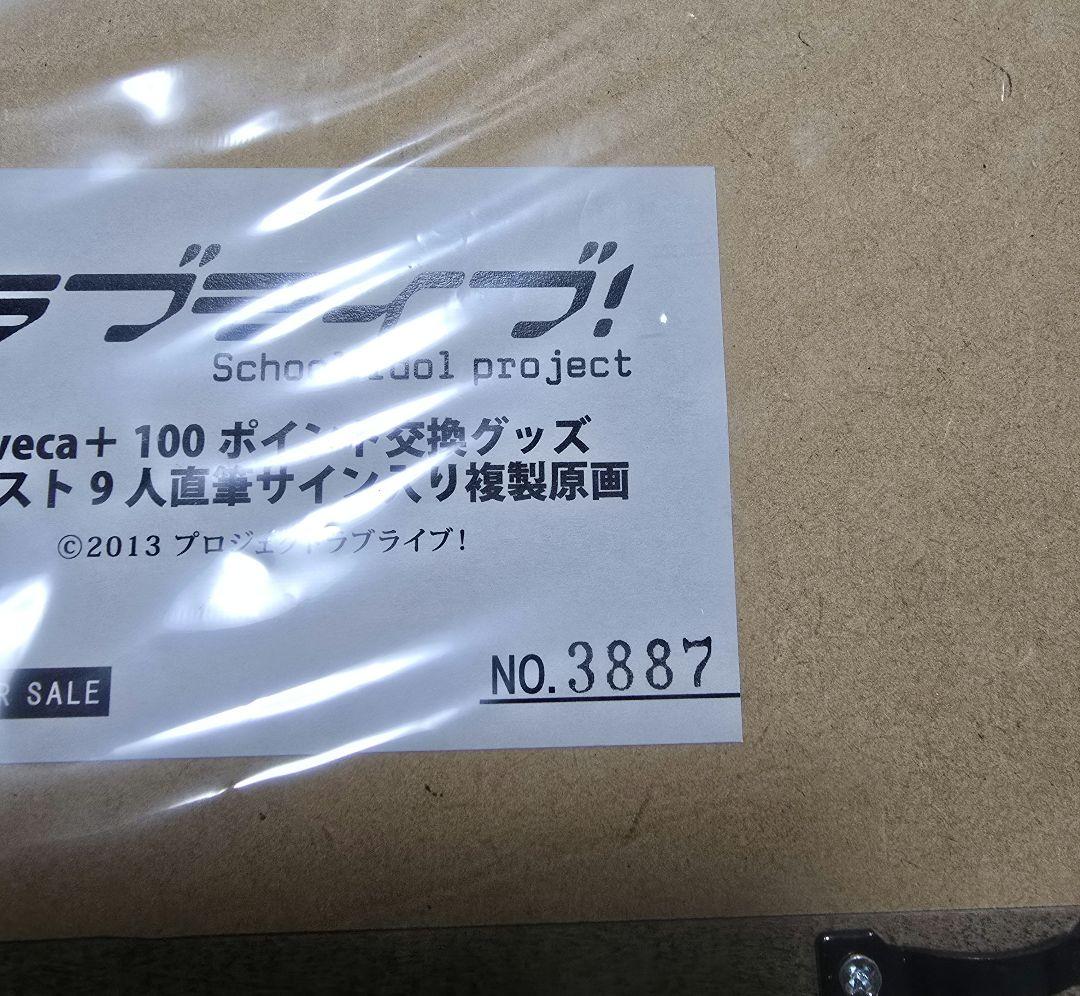 ラブライブ!
School idol project
veca+ 100 ポイント交換グッズ
スト9人直筆サイン入り複製原画
©2013 プロジェクトラブライブ!
R SALE
NO.3887